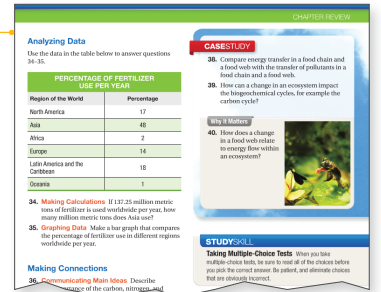 CHAPTER REVIEW
Analyzing Data
Use the data in the table below to answer questions
34–35.
PERCENTAGE OF FERTILIZER
USE PER YEAR
Region of the World Percentage
North America 17
Asia 48
Africa 2
Europe 14
Latin America and the
Caribbean 18
Oceania 1
34. Making Calculations If 137.25 million metric
tons of fertilizer is used worldwide per year, how
many million metric tons does Asia use?
35. Graphing Data Make a bar graph that compares
the percentage of fertilizer use in different regions
worldwide per year.
Making Connections
36. Communicating Main Ideas Describe
of the carbon, nitrogen, and
CASESTUDY
38. Compare energy transfer in a food chain and
a food web with the transfer of pollutants in a
food chain and a food web.
39. How can a change in an ecosystem impact
the biogeochemical cycles, for example the
carbon cycle?
Why It Matters
40. How does a change
in a food web relate
to energy flow within
an ecosystem?
STUDYSKILL
Taking Multiple-Choice Tests When you take
multiple-choice tests, be sure to read all of the choices before
you pick the correct answer. Be patient, and eliminate choices
that are obviously incorrect.